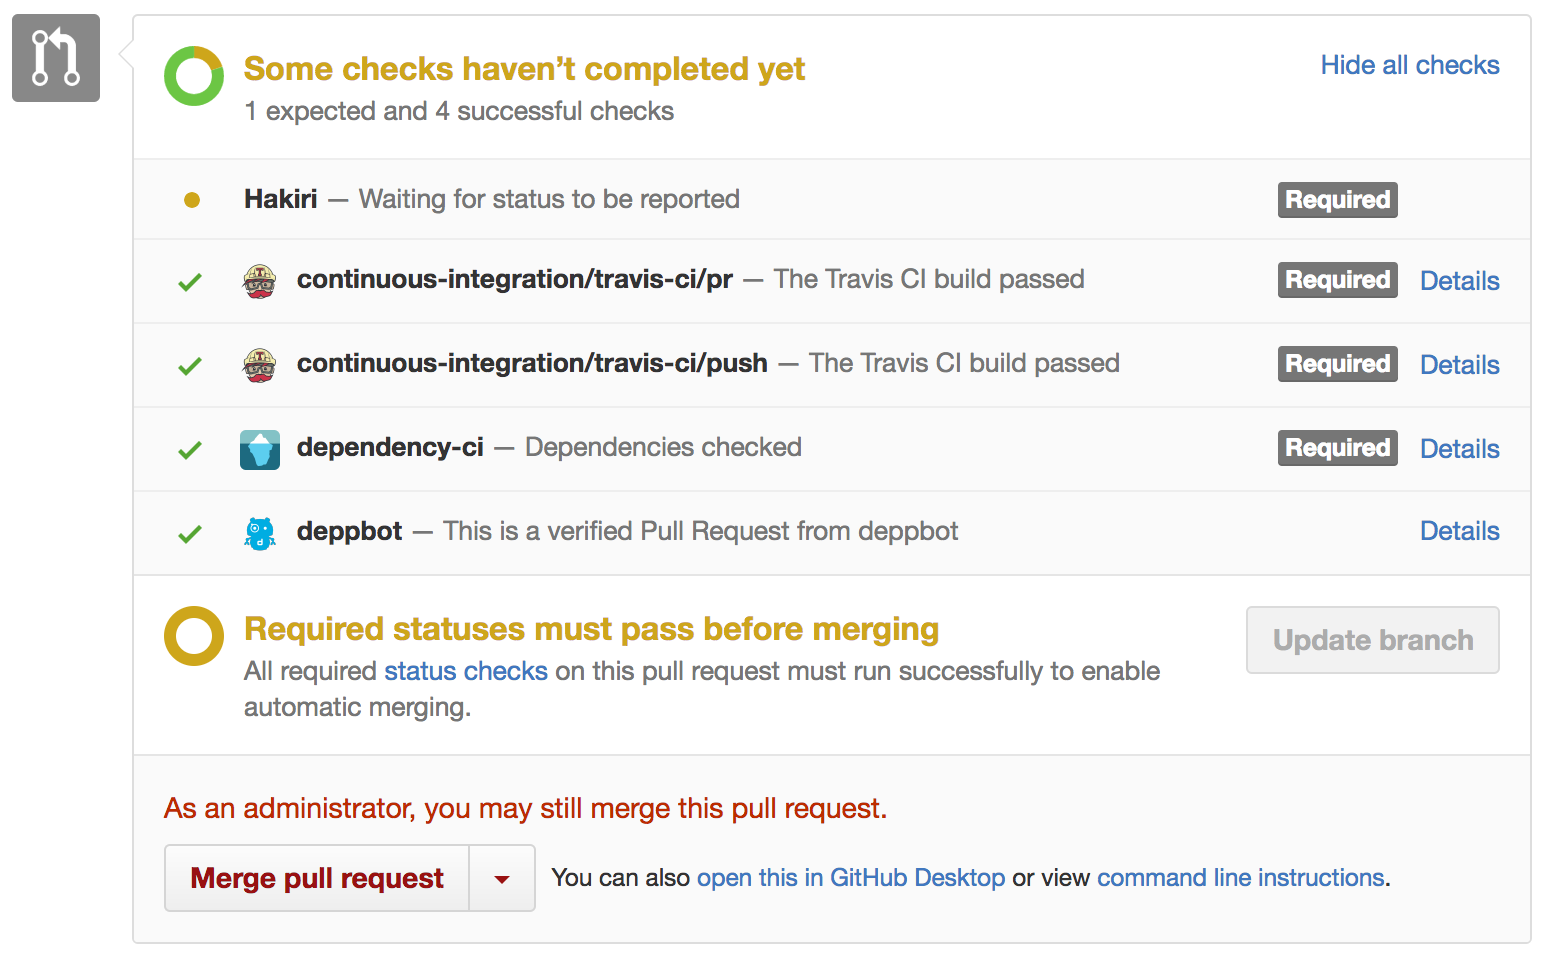 Some checks haven’t completed yet
Hide all checks
1 expected and 4 successful checks
Hakiri — Waiting for status to be reported Required
continuous-integration/travis-ci/pr — The Travis CI build passed Required Details
continuous-integration/travis-ci/push — The Travis CI build passed Required Details
dependency-ci — Dependencies checked Required Details
deppbot — This is a verified Pull Request from deppbot Details
Required statuses must pass before merging
Update branch
All required status checks on this pull request must run successfully to enable
automatic merging.
As an administrator, you may still merge this pull request.
Merge pull request You can also open this in GitHub Desktop or view command line instructions.